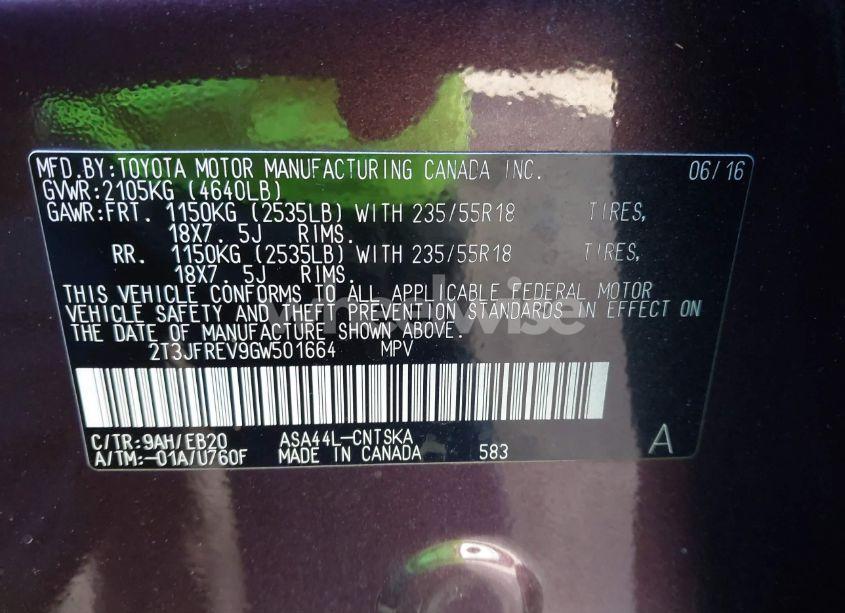 MFD.BY:TOYOTA MOTOR MANUFACTURING CANADA INC. 06/16
GVWR:2105KG (4640LB)
GAWR:FRT. 1150KG (2535LB) WITH 235/55R18 TIRES,
18X7. 5J RIMS.
RR. 1150KG (2535LB) WITH 235/55R18 TIRES,
18X7. 5J RIMS.
THIS VEHICLE CONFORMS TO ALL APPLICABLE FEDERAL MOTOR
VEHICLE SAFETY AND THEFT PREVENTION STANDARDS IN EFFECT ON
THE DATE OF MANUFACTURE SHOWN ABOVE.
2T3JFREV9GW501664 MPV
C/TR:9AH/EB20 ASA44L-CNTSKA
A/TM:-01A/U760F MADE IN CANADA 583 A